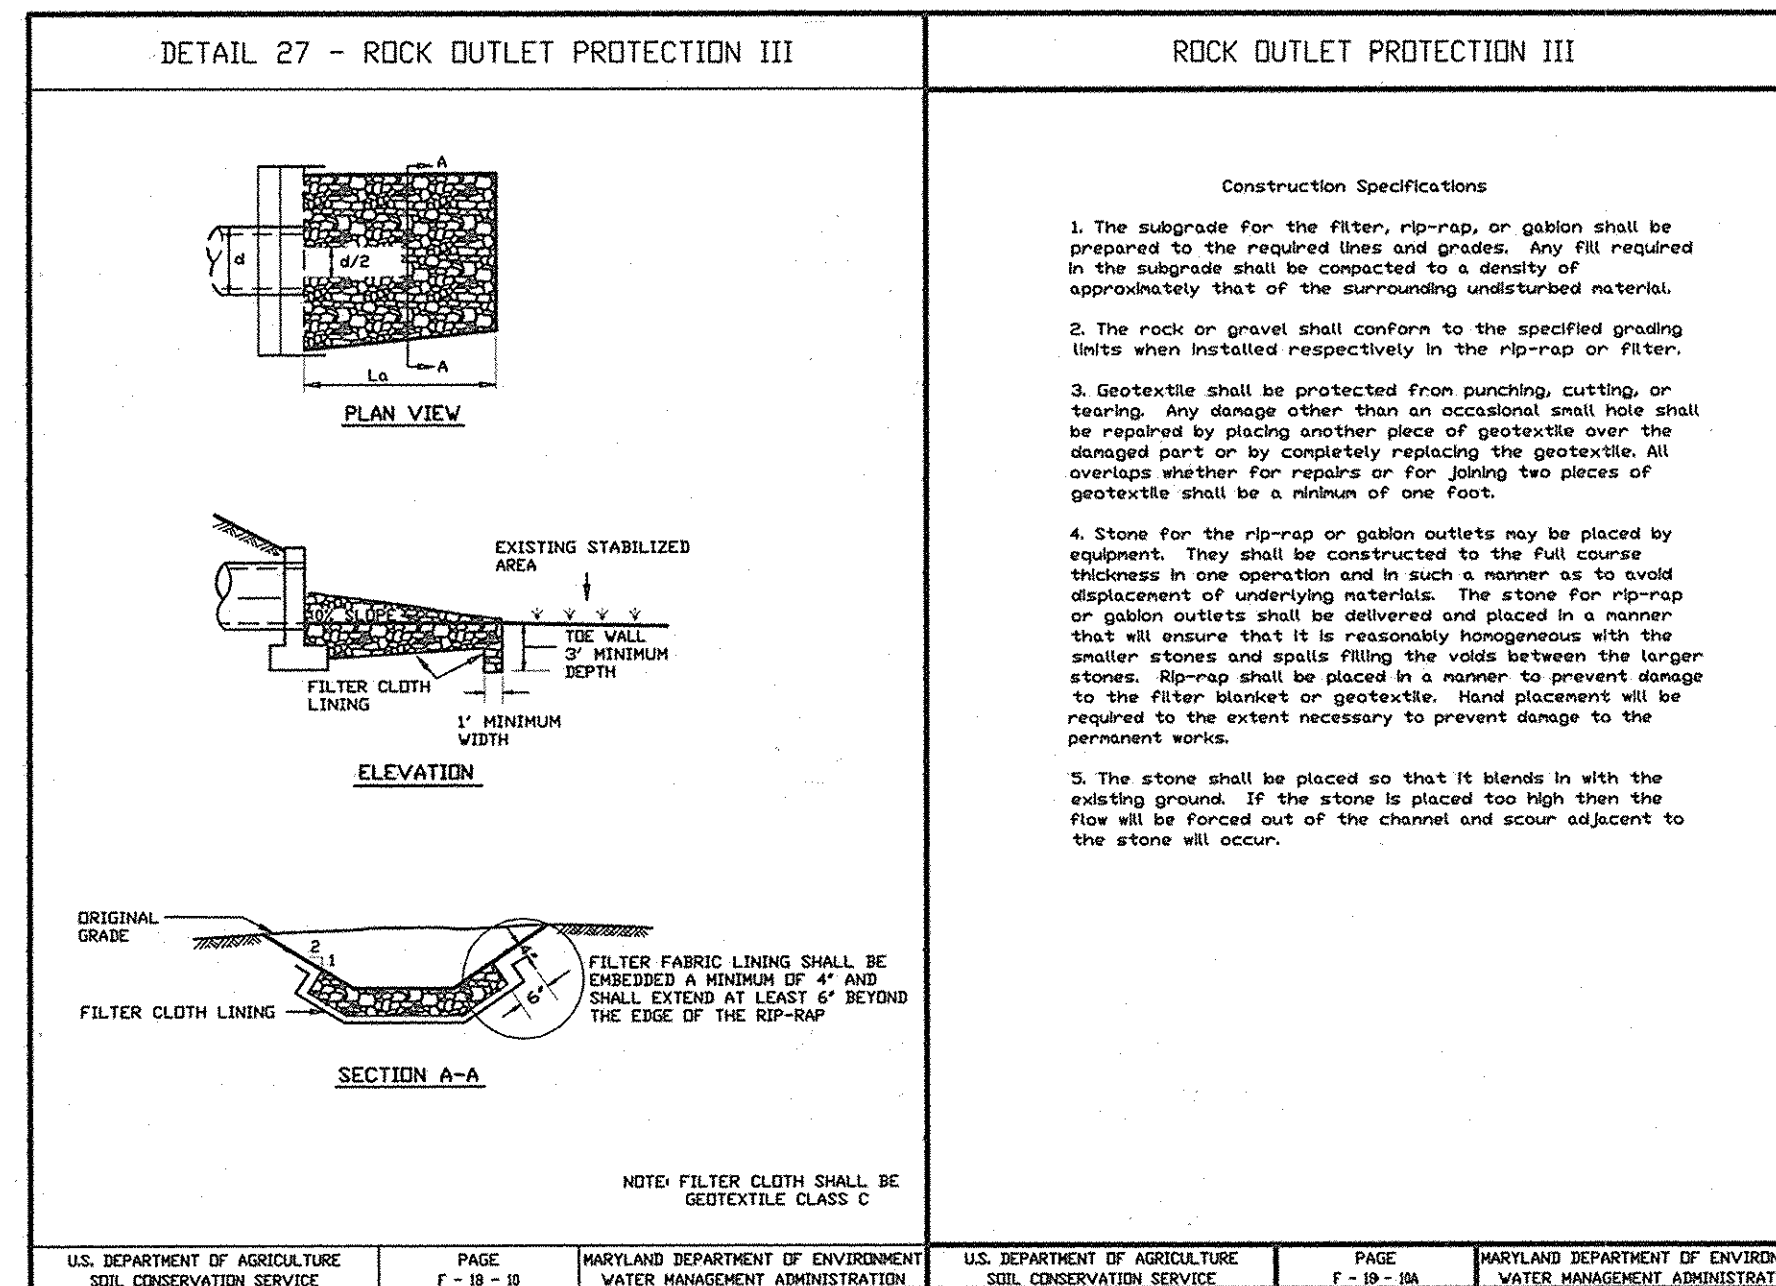 DETAIL 27 - ROCK OUTLET PROTECTION III
A
d
d/2
A
La
PLAN VIEW
EXISTING STABILIZED
AREA
0% SLOPE
TOE WALL
3' MINIMUM
DEPTH
FILTER CLOTH
LINING
1' MINIMUM
WIDTH
ELEVATION
ORIGINAL
GRADE
2
1
4"
6"
FILTER FABRIC LINING SHALL BE
EMBEDDED A MINIMUM OF 4" AND
SHALL EXTEND AT LEAST 6" BEYOND
THE EDGE OF THE RIP-RAP
FILTER CLOTH LINING
SECTION A-A
NOTE: FILTER CLOTH SHALL BE
GEOTEXTILE CLASS C
U.S. DEPARTMENT OF AGRICULTURE
SOIL CONSERVATION SERVICE
PAGE
F - 18 - 10
MARYLAND DEPARTMENT OF ENVIRONMENT
WATER MANAGEMENT ADMINISTRATION
ROCK OUTLET PROTECTION III
Construction Specifications
1. The subgrade for the filter, rip-rap, or gabion shall be
prepared to the required lines and grades. Any fill required
in the subgrade shall be compacted to a density of
approximately that of the surrounding undisturbed material.
2. The rock or gravel shall conform to the specified grading
limits when installed respectively in the rip-rap or filter.
3. Geotextile shall be protected from punching, cutting, or
tearing. Any damage other than an occasional small hole shall
be repaired by placing another piece of geotextile over the
damaged part or by completely replacing the geotextile. All
overlaps whether for repairs or for joining two pieces of
geotextile shall be a minimum of one foot.
4. Stone for the rip-rap or gabion outlets may be placed by
equipment. They shall be constructed to the full course
thickness in one operation and in such a manner as to avoid
displacement of underlying materials. The stone for rip-rap
or gabion outlets shall be delivered and placed in a manner
that will ensure that it is reasonably homogeneous with the
smaller stones and spalls filling the voids between the larger
stones. Rip-rap shall be placed in a manner to prevent damage
to the filter blanket or geotextile. Hand placement will be
required to the extent necessary to prevent damage to the
permanent works.
5. The stone shall be placed so that it blends in with the
existing ground. If the stone is placed too high then the
flow will be forced out of the channel and scour adjacent to
the stone will occur.
U.S. DEPARTMENT OF AGRICULTURE
SOIL CONSERVATION SERVICE
PAGE
F - 19 - 10A
MARYLAND DEPARTMENT OF ENVIRON
WATER MANAGEMENT ADMINISTRAT